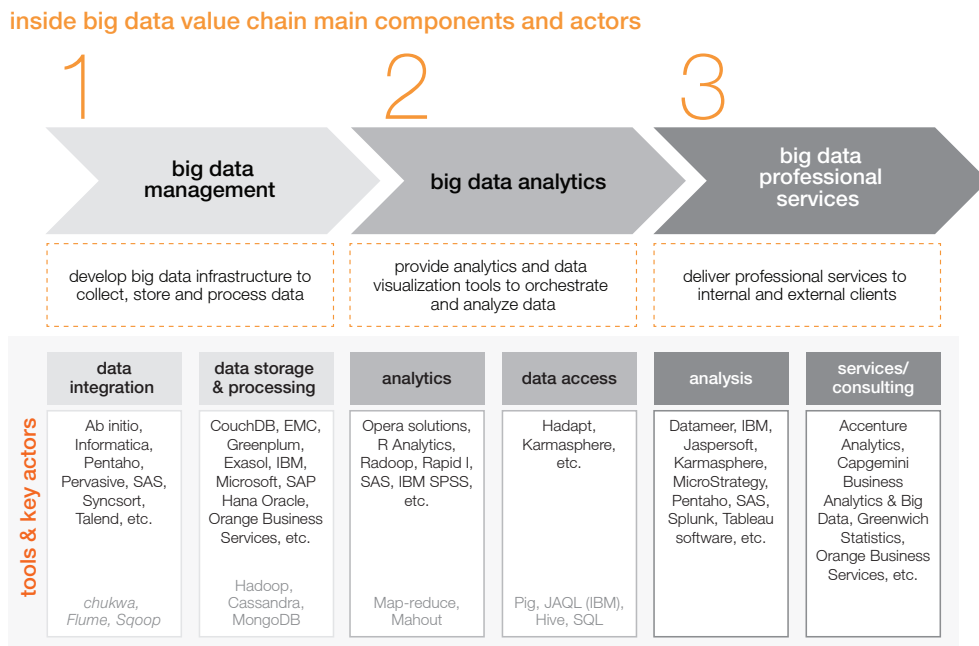 inside big data value chain main components and actors
1
2
3
big data
management
big data analytics
big data
professional
services
develop big data infrastructure to
collect, store and process data
provide analytics and data
visualization tools to orchestrate
and analyze data
deliver professional services to
internal and external clients
tools & key actors
data
integration
Ab initio,
Informatica,
Pentaho,
Pervasive, SAS,
Syncsort,
Talend, etc.
chukwa,
Flume, Sqoop
data storage
& processing
CouchDB, EMC,
Greenplum,
Exasol, IBM,
Microsoft, SAP
Hana Oracle,
Orange Business
Services, etc.
Hadoop,
Cassandra,
MongoDB
analytics
Opera solutions,
R Analytics,
Radoop, Rapid I,
SAS, IBM SPSS,
etc.
Map-reduce,
Mahout
data access
Hadapt,
Karmasphere,
etc.
Pig, JAQL (IBM),
Hive, SQL
analysis
Datameer, IBM,
Jaspersoft,
Karmasphere,
MicroStrategy,
Pentaho, SAS,
Splunk, Tableau
software, etc.
services/
consulting
Accenture
Analytics,
Capgemini
Business
Analytics & Big
Data, Greenwich
Statistics,
Orange Business
Services, etc.